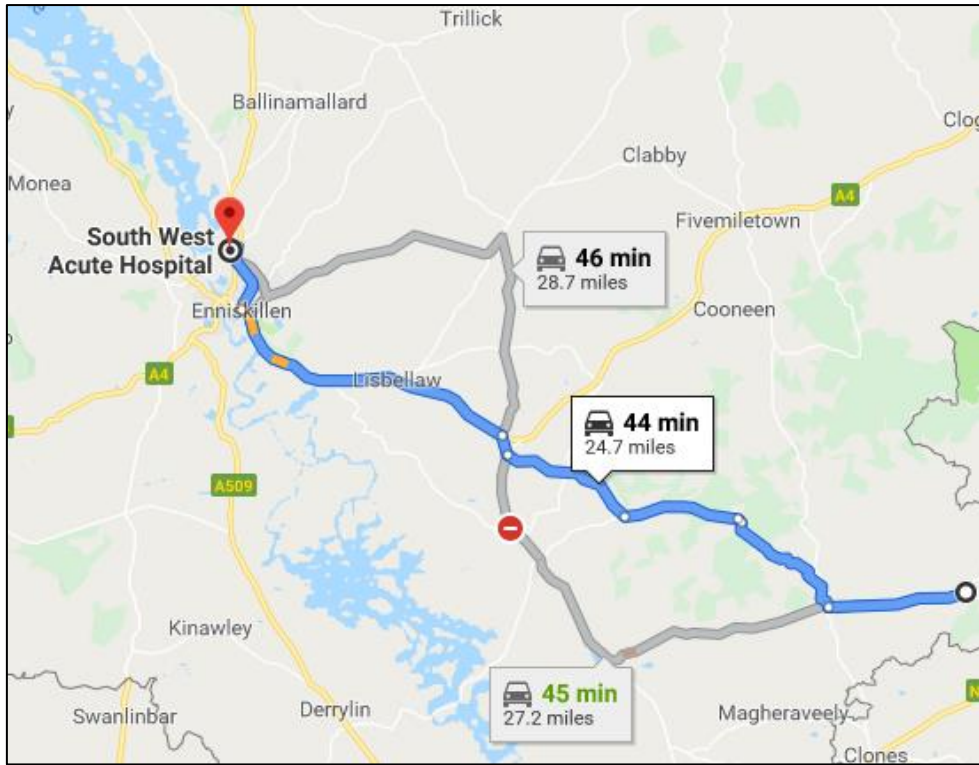 Trillick
Ballinamallard
Clog
Clabby
Monea
A4
Fivemiletown
South West
Acute Hospital
46 min
28.7 miles
Enniskillen
Cooneen
A4
Lisbellaw
44 min
24.7 miles
A509
Kinawley
45 min
27.2 miles
Swanlinbar
Derrylin
Magheraveely
N
Clones